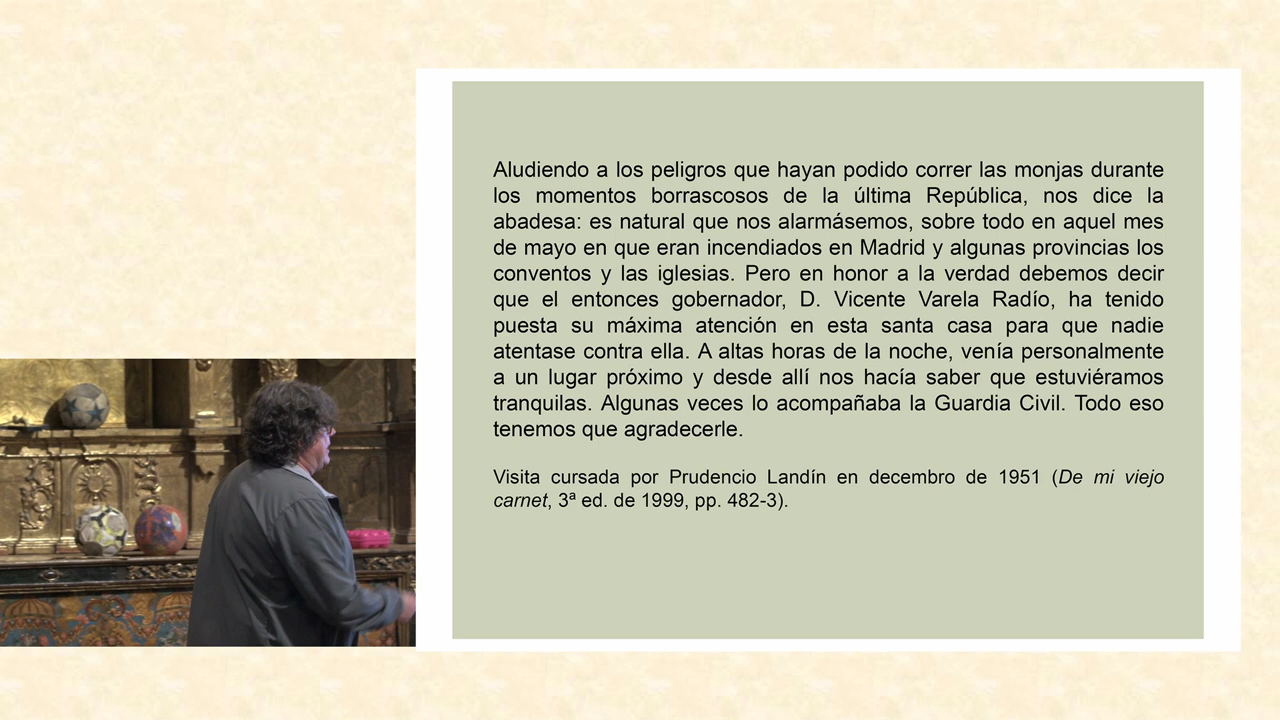 Aludiendo a los peligros que hayan podido correr las monjas durante
los momentos borrascosos de la última República, nos dice la
abadesa: es natural que nos alarmásemos, sobre todo en aquel mes
de mayo en que eran incendiados en Madrid y algunas provincias los
conventos y las iglesias. Pero en honor a la verdad debemos decir
que el entonces gobernador, D. Vicente Varela Radío, ha tenido
puesta su máxima atención en esta santa casa para que nadie
atentase contra ella. A altas horas de la noche, venía personalmente
a un lugar próximo y desde allí nos hacía saber que estuviéramos
tranquilas. Algunas veces lo acompañaba la Guardia Civil. Todo eso
tenemos que agradecerle.
Visita cursada por Prudencio Landín en decembro de 1951 (De mi viejo
carnet, 3ª ed. de 1999, pp. 482-3).